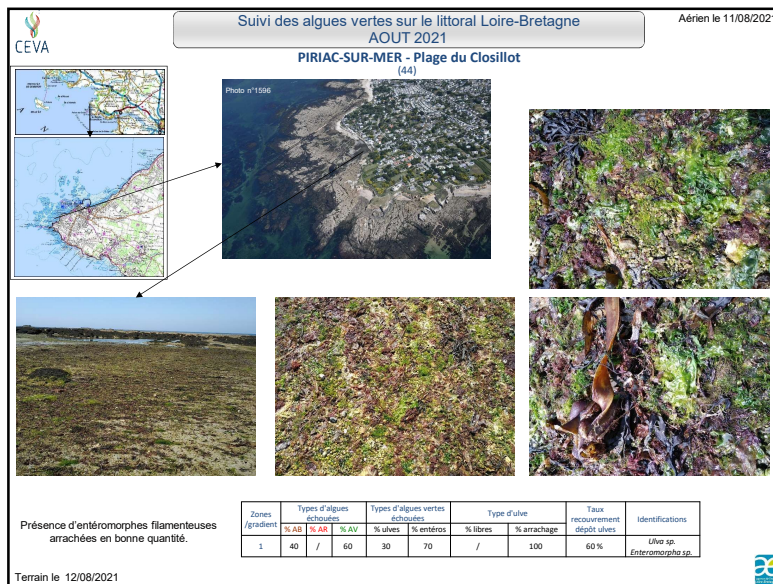 CEVA
Suivi des algues vertes sur le littoral Loire-Bretagne
AOUT 2021
Aérien le 11/08/2021
PIRIAC-SUR-MER - Plage du Closillot
(44)
Photo n°1596
Présence d'entéromorphes filamenteuses
arrachées en bonne quantité.
Zones /gradient Types d'algues échouées Types d'algues vertes échouées Type d'ulve Taux recouvrement dépôt ulves Identifications
% AB % AR % AV % ulves % entéros % libres % arrachage
1 40 / 60 30 70 / 100 60 % Ulva sp.
Enteromorpha sp.
Terrain le 12/08/2021